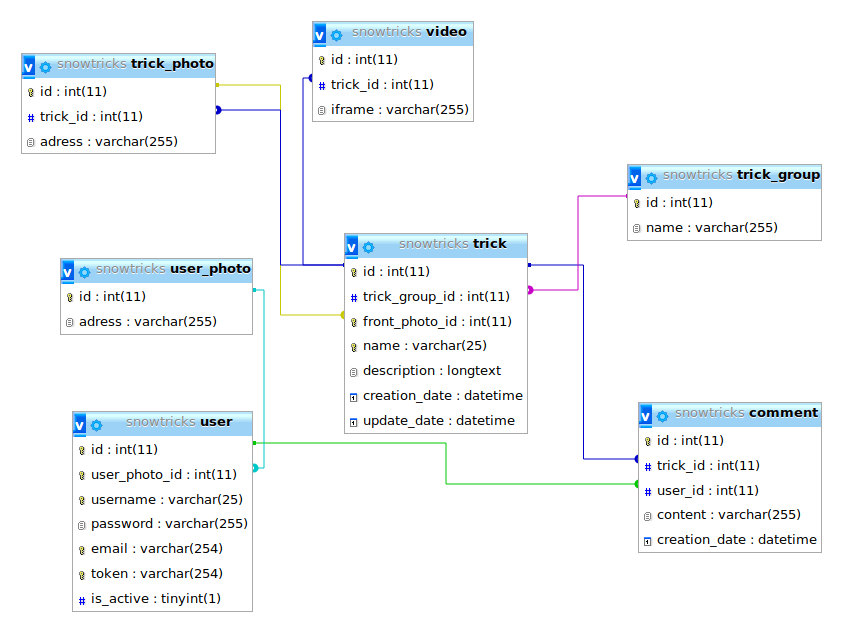 v snowtricks video
id : int(11)
trick_id : int(11)
iframe : varchar(255)
v snowtricks trick_photo
id : int(11)
trick_id : int(11)
adress : varchar(255)
v snowtricks trick_group
id : int(11)
name : varchar(255)
v snowtricks trick
id : int(11)
# trick_group_id : int(11)
front_photo_id : int(11)
name : varchar(25)
description : longtext
creation_date : datetime
update_date : datetime
v snowtricks user_photo
id : int(11)
adress : varchar(255)
v snowtricks user
id : int(11)
user_photo_id : int(11)
username : varchar(25)
password : varchar(255)
email : varchar(254)
token : varchar(254)
# is_active : tinyint(1)
v snowtricks comment
id : int(11)
# trick_id : int(11)
# user_id : int(11)
content : varchar(255)
creation_date : datetime